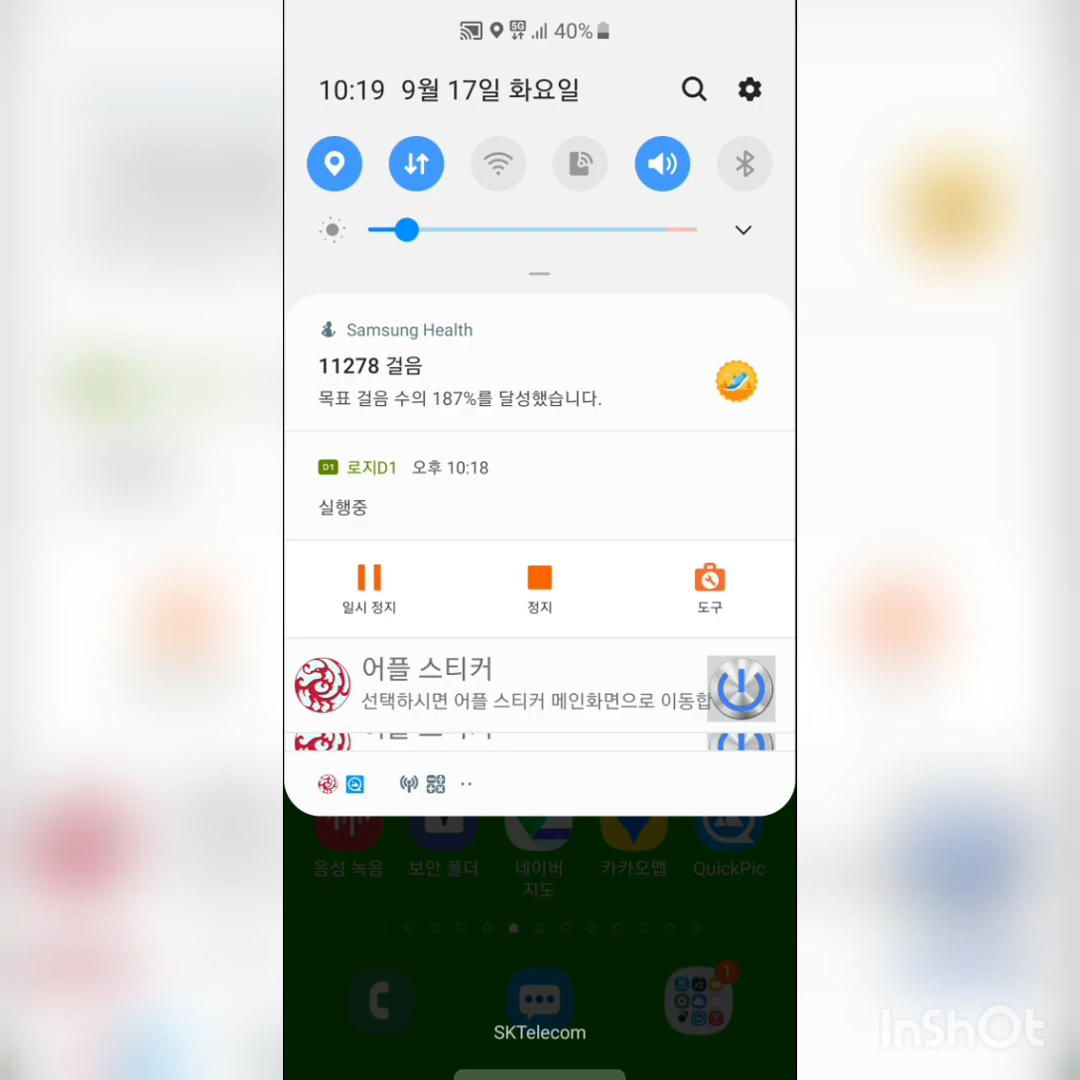 5G 40%
10:19 9월 17일 화요일
Samsung Health
11278 걸음
목표 걸음 수의 187%를 달성했습니다.
D1 로지D1 오후 10:18
실행중
일시 정지 정지 도구
어플 스티커
선택하시면 어플 스티커 메인화면으로 이동합
음성 녹음 보안 폴더 네이버 지도 카카오맵 QuickPic
1
SKTelecom
InShOt